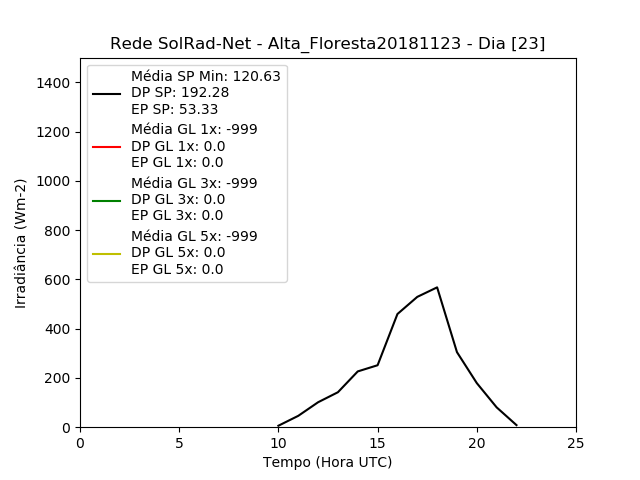 Rede SolRad-Net - Alta_Floresta20181123 - Dia [23]
Média SP Min: 120.63
DP SP: 192.28
EP SP: 53.33
Média GL 1x: -999
DP GL 1x: 0.0
EP GL 1x: 0.0
Média GL 3x: -999
DP GL 3x: 0.0
EP GL 3x: 0.0
Média GL 5x: -999
DP GL 5x: 0.0
EP GL 5x: 0.0
1400
1200
1000
800
600
400
200
0
Irradiância (Wm-2)
0 5 10 15 20 25
Tempo (Hora UTC)